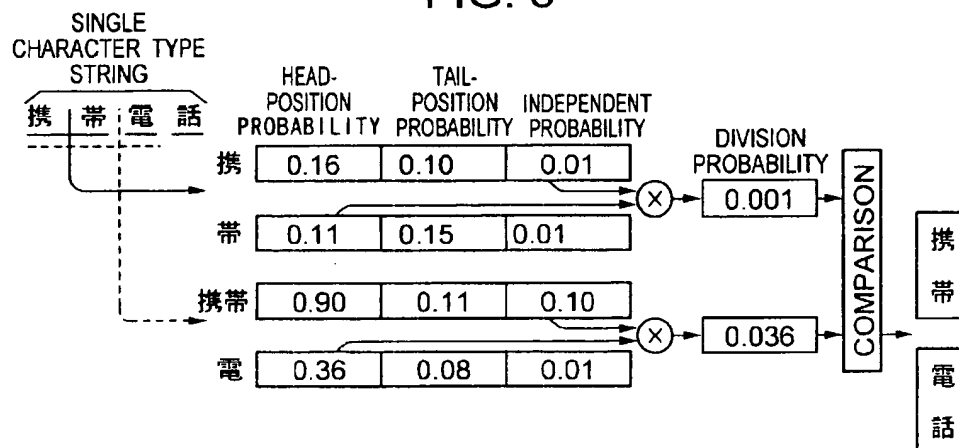 SINGLE
CHARACTER TYPE
STRING
携 帯 電 話
HEAD-
POSITION
PROBABILITY
TAIL-
POSITION
PROBABILITY
INDEPENDENT
PROBABILITY
携 0.16 0.10 0.01
帯 0.11 0.15 0.01
携帯 0.90 0.11 0.10
電 0.36 0.08 0.01
DIVISION
PROBABILITY
0.001
0.036
COMPARISON
携
帯
電
話